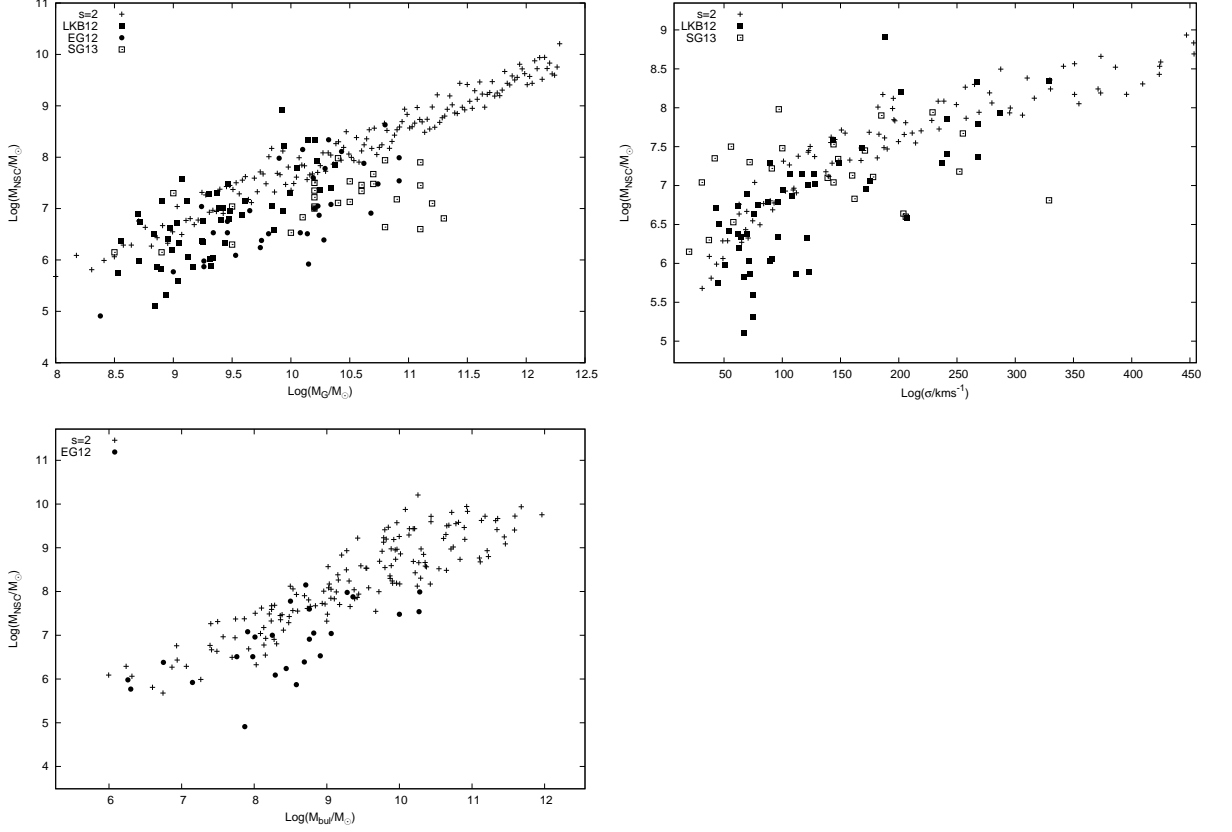 s=2
LKB12
EG12
SG13
Log(M_NSC/M_⊙)
11
10
9
8
7
6
5
4
8 8.5 9 9.5 10 10.5 11 11.5 12 12.5
Log(M_G/M_⊙)
s=2
LKB12
SG13
Log(M_NSC/M_⊙)
9
8.5
8
7.5
7
6.5
6
5.5
5
50 100 150 200 250 300 350 400 450
Log(σ/kms⁻¹)
s=2
EG12
Log(M_NSC/M_⊙)
11
10
9
8
7
6
5
4
6 7 8 9 10 11 12
Log(M_bul/M_⊙)